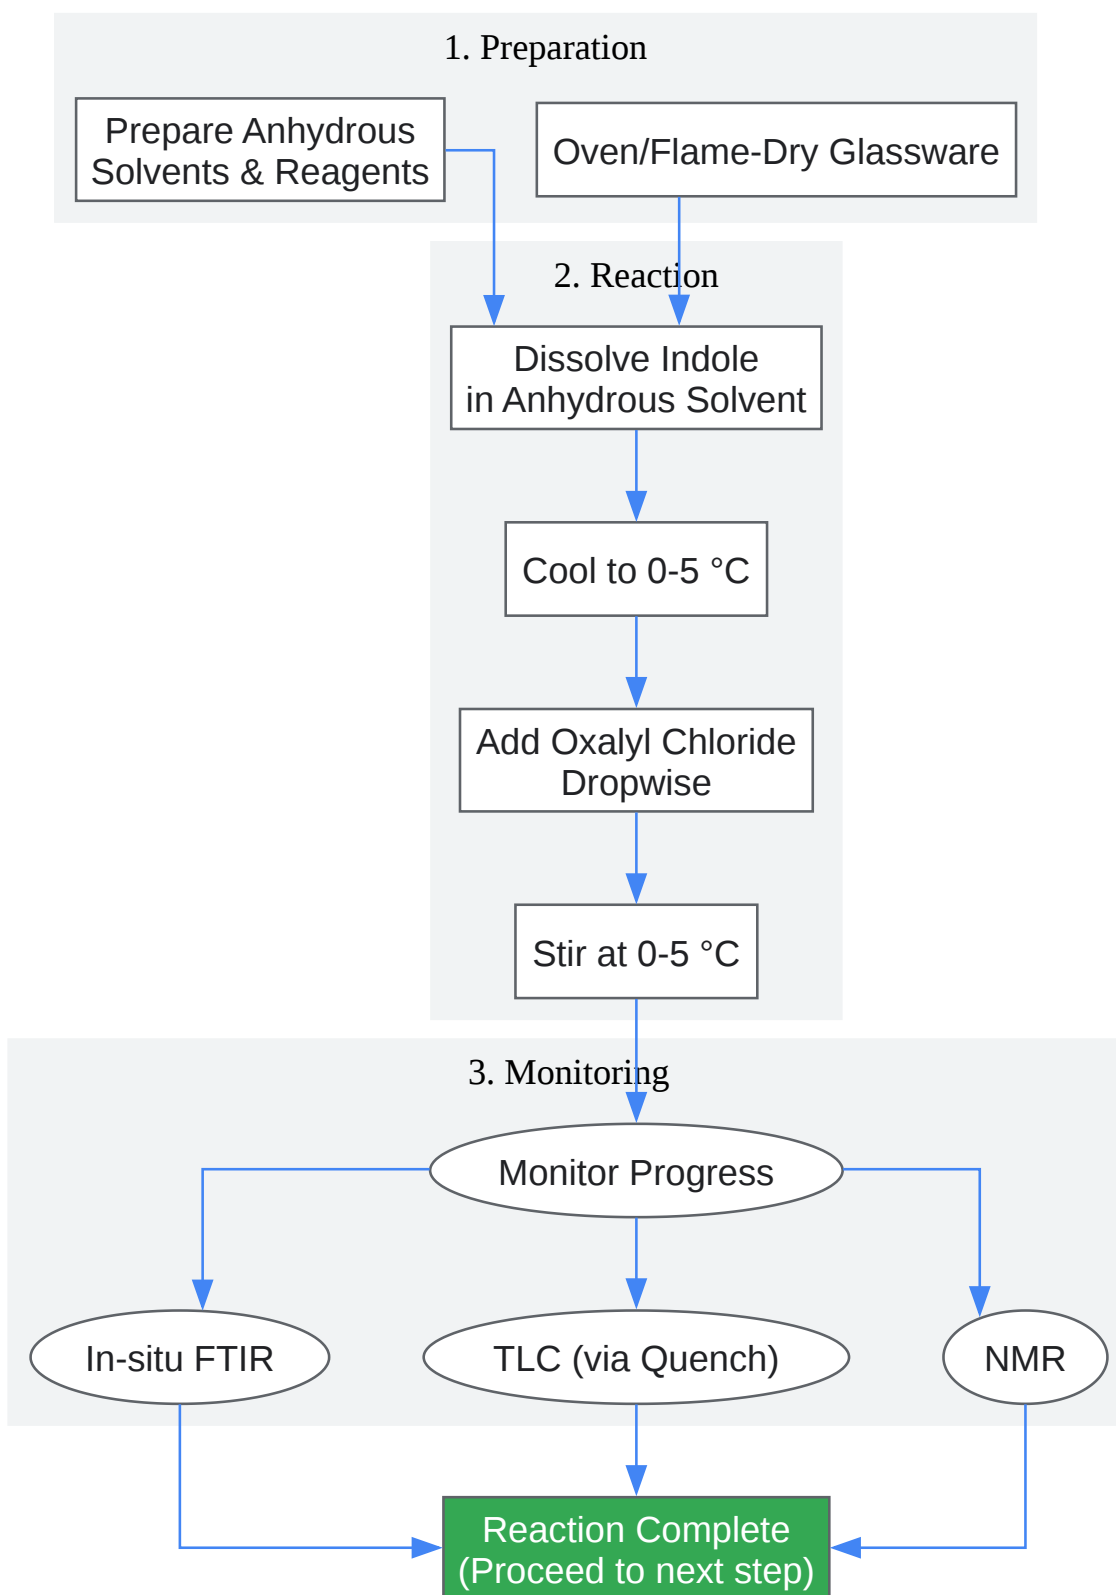 1. Preparation
Prepare Anhydrous
Solvents & Reagents
Oven/Flame-Dry Glassware
2. Reaction
Dissolve Indole
in Anhydrous Solvent
Cool to 0-5 °C
Add Oxalyl Chloride
Dropwise
Stir at 0-5 °C
3. Monitoring
Monitor Progress
In-situ FTIR
TLC (via Quench)
NMR
Reaction Complete
(Proceed to next step)